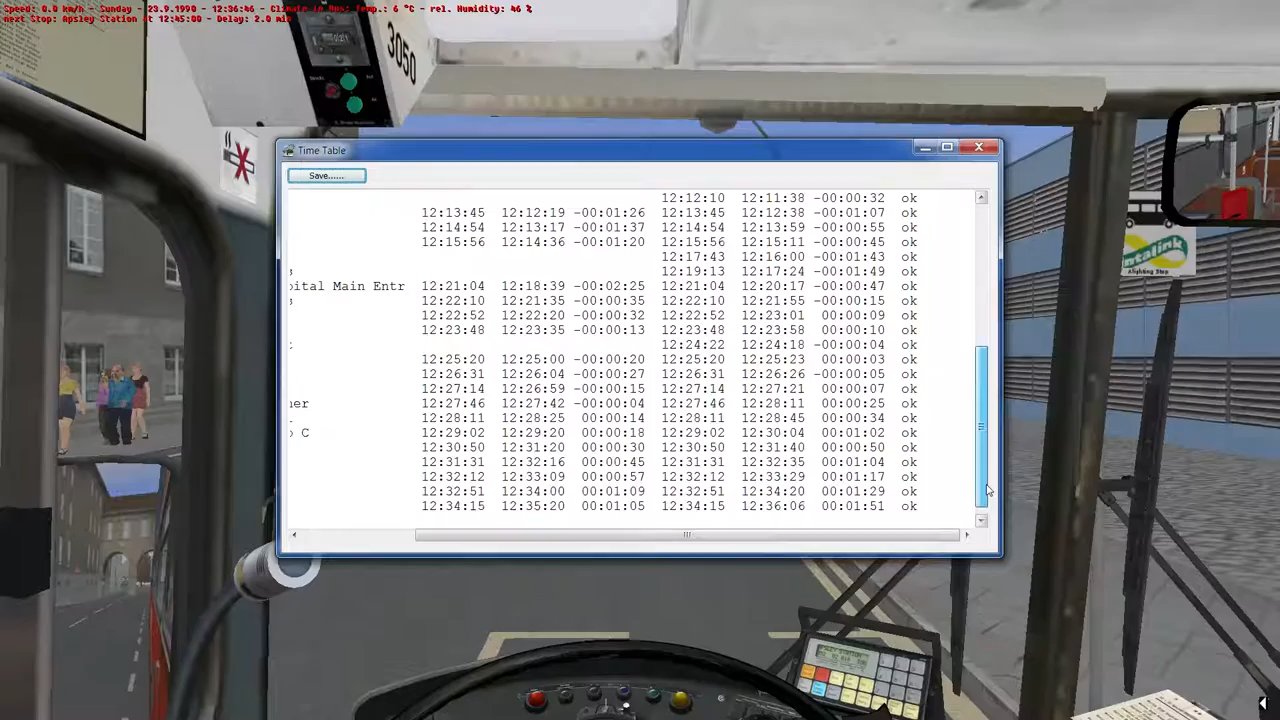 Speed: 0.0 km/h - Sunday - 23.9.1990 - 12:36:46 - Climate in Bus: Temp.: 6 °C - rel. Humidity: 46 %
next Stop: Apsley Station at 12:45:00 - Delay: 2.0 min
3050
Time Table
Save......
12:12:10 12:11:38 -00:00:32 ok
12:13:45 12:12:19 -00:01:26 12:13:45 12:12:38 -00:01:07 ok
12:14:54 12:13:17 -00:01:37 12:14:54 12:13:59 -00:00:55 ok
12:15:56 12:14:36 -00:01:20 12:15:56 12:15:11 -00:00:45 ok
12:17:43 12:16:00 -00:01:43 ok
12:19:13 12:17:24 -00:01:49 ok
ital Main Entr 12:21:04 12:18:39 -00:02:25 12:21:04 12:20:17 -00:00:47 ok
12:22:10 12:21:35 -00:00:35 12:22:10 12:21:55 -00:00:15 ok
12:22:52 12:22:20 -00:00:32 12:22:52 12:23:01 00:00:09 ok
12:23:48 12:23:35 -00:00:13 12:23:48 12:23:58 00:00:10 ok
12:24:22 12:24:18 -00:00:04 ok
12:25:20 12:25:00 -00:00:20 12:25:20 12:25:23 00:00:03 ok
12:26:31 12:26:04 -00:00:27 12:26:31 12:26:26 -00:00:05 ok
12:27:14 12:26:59 -00:00:15 12:27:14 12:27:21 00:00:07 ok
er 12:27:46 12:27:42 -00:00:04 12:27:46 12:28:11 00:00:25 ok
12:28:11 12:28:25 00:00:14 12:28:11 12:28:45 00:00:34 ok
C 12:29:02 12:29:20 00:00:18 12:29:02 12:30:04 00:01:02 ok
12:30:50 12:31:20 00:00:30 12:30:50 12:31:40 00:00:50 ok
12:31:31 12:32:16 00:00:45 12:31:31 12:32:35 00:01:04 ok
12:32:12 12:33:09 00:00:57 12:32:12 12:33:29 00:01:17 ok
12:32:51 12:34:00 00:01:09 12:32:51 12:34:20 00:01:29 ok
12:34:15 12:35:20 00:01:05 12:34:15 12:36:06 00:01:51 ok
ntalink
Alighting Stop